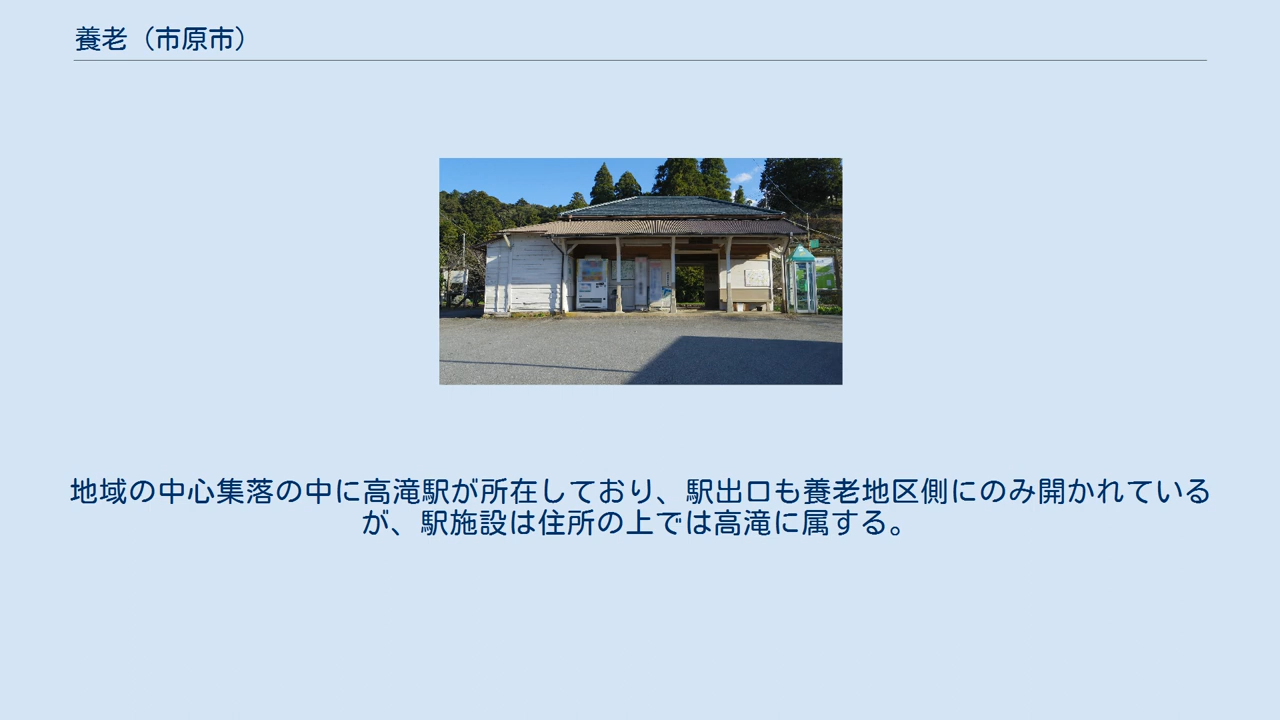 養老（市原市）
地域の中心集落の中に高滝駅が所在しており、駅出口も養老地区側にのみ開かれている
が、駅施設は住所の上では高滝に属する。